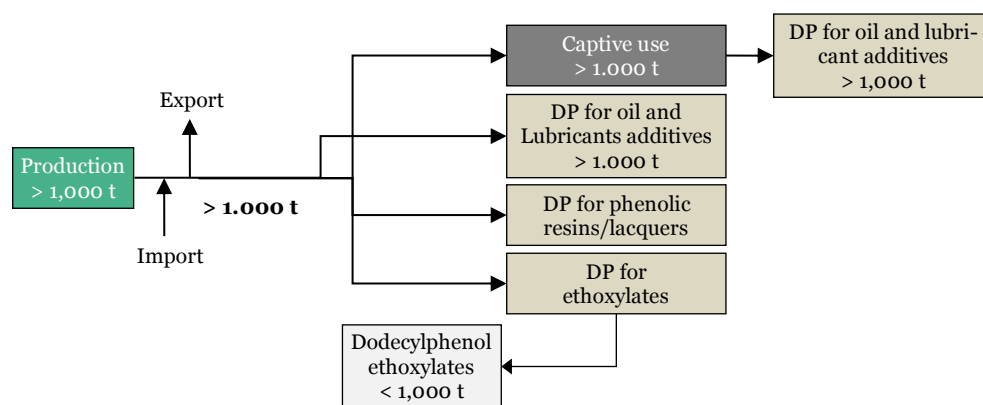 Captive use
> 1.000 t
DP for oil and lubri-
cant additives
> 1,000 t
Export
DP for oil and
Lubricants additives
> 1.000 t
Production
> 1,000 t
> 1.000 t
DP for phenolic
resins/lacquers
Import
DP for
ethoxylates
Dodecylphenol
ethoxylates
< 1,000 t